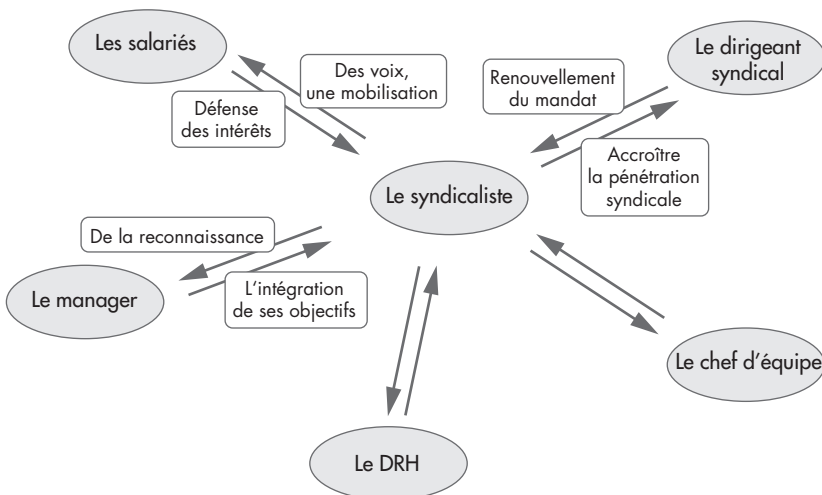 Les salariés
Des voix,
une mobilisation
Défense
des intérêts
Renouvellement
du mandat
Le dirigeant
syndical
Accroître
la pénétration
syndicale
Le syndicaliste
De la reconnaissance
Le manager
L'intégration
de ses objectifs
Le chef d'équipe
Le DRH